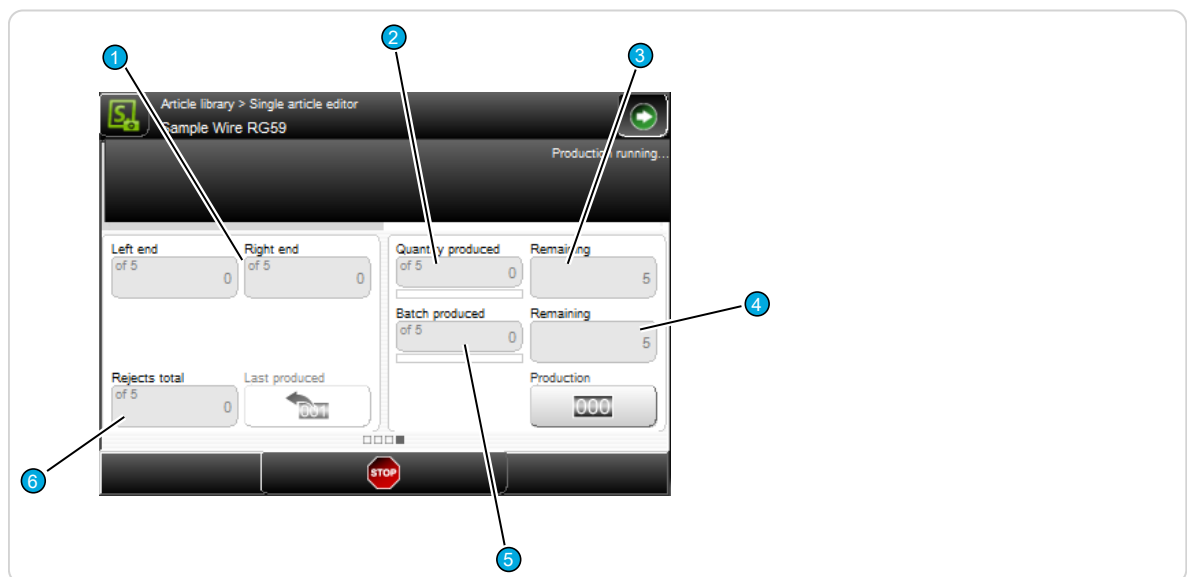 1
2
3
Article library > Single article editor
Sample Wire RG59
Production running...
Left end
Right end
Quantity produced
Remaining
of 5
0
of 5
0
of 5
0
5
4
Batch produced
Remaining
of 5
0
5
Rejects total
Last produced
Production
of 5
0
001
000
6
STOP
5